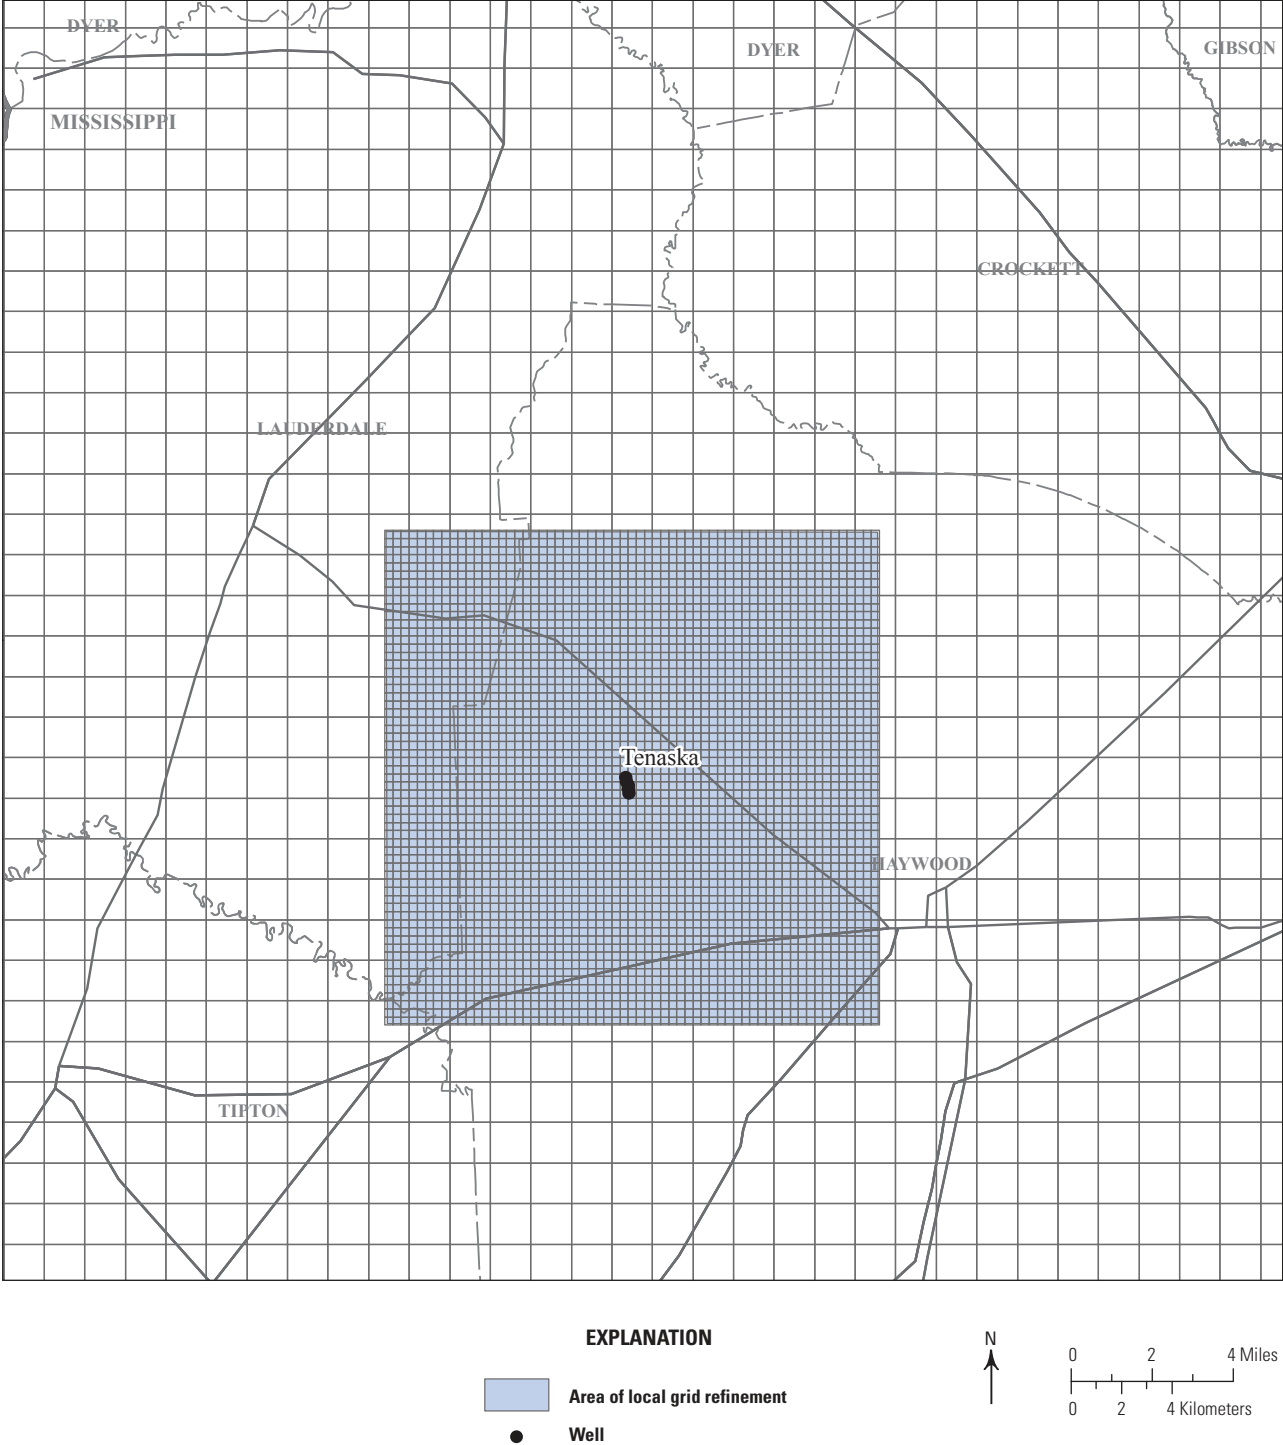 DYER
DYER
GIBSON
MISSISSIPPI
CROCKETT
LAUDERDALE
Tenaska
HAYWOOD
TIPTON
EXPLANATION
Area of local grid refinement
Well
N
0 2 4 Miles
0 2 4 Kilometers